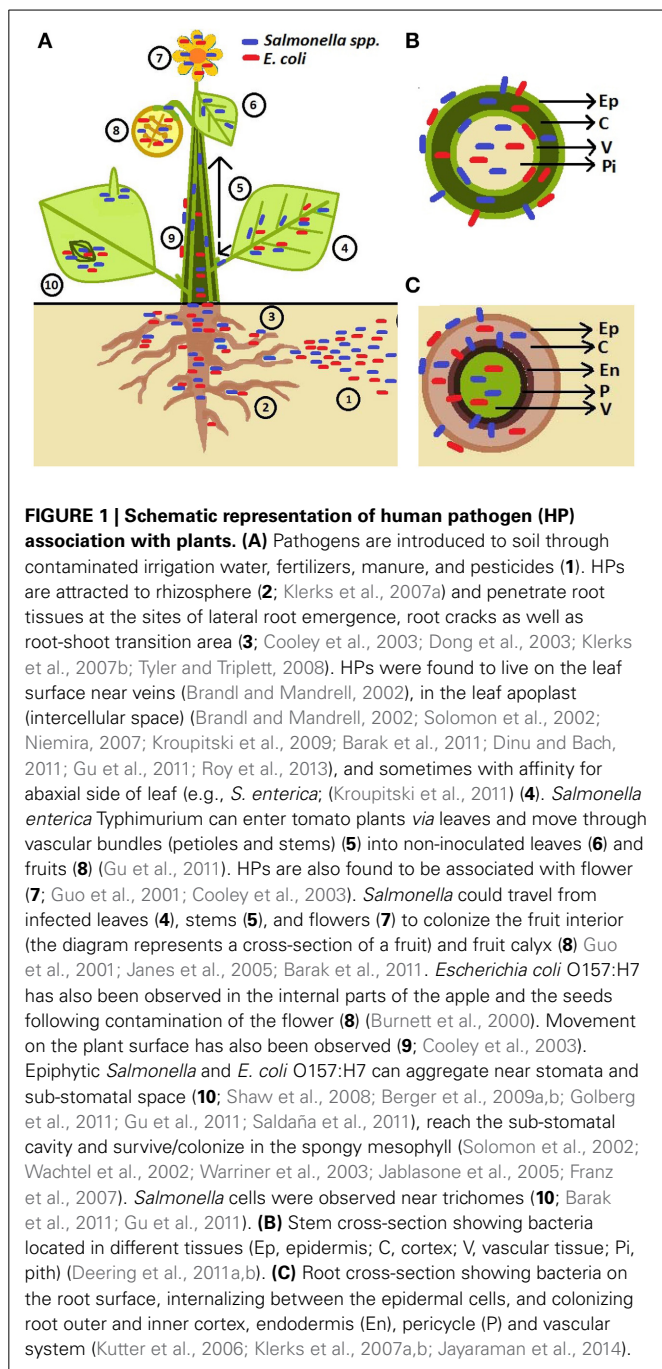 A
Salmonella spp.
E. coli
B
7
6
8
5
9
4
10
3
2
1
Ep
C
V
Pi
C
Ep
C
En
P
V
FIGURE 1 | Schematic representation of human pathogen (HP)
association with plants. (A) Pathogens are introduced to soil through
contaminated irrigation water, fertilizers, manure, and pesticides (1). HPs
are attracted to rhizosphere (2; Klerks et al., 2007a) and penetrate root
tissues at the sites of lateral root emergence, root cracks as well as
root-shoot transition area (3; Cooley et al., 2003; Dong et al., 2003; Klerks
et al., 2007b; Tyler and Triplett, 2008). HPs were found to live on the leaf
surface near veins (Brandl and Mandrell, 2002), in the leaf apoplast
(intercellular space) (Brandl and Mandrell, 2002; Solomon et al., 2002;
Niemira, 2007; Kroupitski et al., 2009; Barak et al., 2011; Dinu and Bach,
2011; Gu et al., 2011; Roy et al., 2013), and sometimes with affinity for
abaxial side of leaf (e.g., S. enterica; (Kroupitski et al., 2011) (4). Salmonella
enterica Typhimurium can enter tomato plants via leaves and move through
vascular bundles (petioles and stems) (5) into non-inoculated leaves (6) and
fruits (8) (Gu et al., 2011). HPs are also found to be associated with flower
(7; Guo et al., 2001; Cooley et al., 2003). Salmonella could travel from
infected leaves (4), stems (5), and flowers (7) to colonize the fruit interior
(the diagram represents a cross-section of a fruit) and fruit calyx (8) Guo
et al., 2001; Janes et al., 2005; Barak et al., 2011. Escherichia coli O157:H7
has also been observed in the internal parts of the apple and the seeds
following contamination of the flower (8) (Burnett et al., 2000). Movement
on the plant surface has also been observed (9; Cooley et al., 2003).
Epiphytic Salmonella and E. coli O157:H7 can aggregate near stomata and
sub-stomatal space (10; Shaw et al., 2008; Berger et al., 2009a,b; Golberg
et al., 2011; Gu et al., 2011; Saldaña et al., 2011), reach the sub-stomatal
cavity and survive/colonize in the spongy mesophyll (Solomon et al., 2002;
Wachtel et al., 2002; Warriner et al., 2003; Jablasone et al., 2005; Franz
et al., 2007). Salmonella cells were observed near trichomes (10; Barak
et al., 2011; Gu et al., 2011). (B) Stem cross-section showing bacteria
located in different tissues (Ep, epidermis; C, cortex; V, vascular tissue; Pi,
pith) (Deering et al., 2011a,b). (C) Root cross-section showing bacteria on
the root surface, internalizing between the epidermal cells, and colonizing
root outer and inner cortex, endodermis (En), pericycle (P) and vascular
system (Kutter et al., 2006; Klerks et al., 2007a,b; Jayaraman et al., 2014).